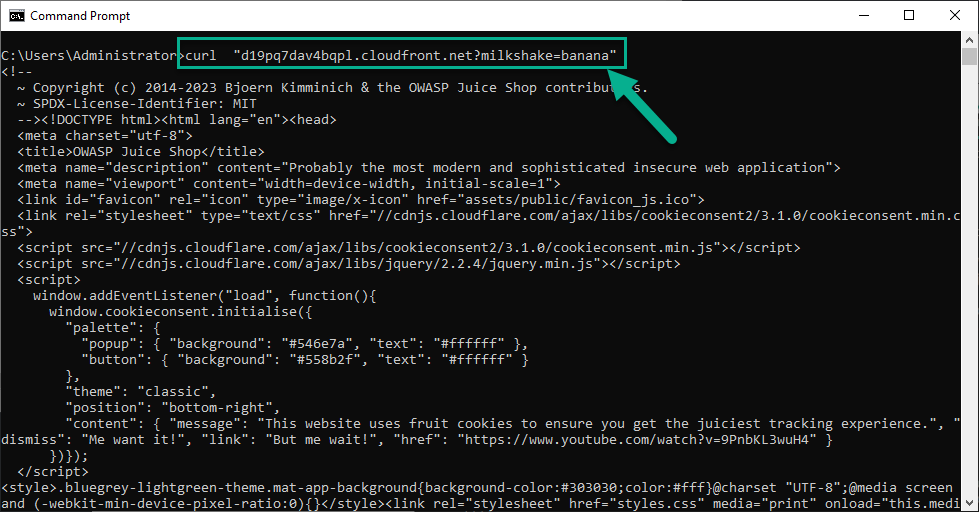 Command Prompt
C:\Users\Administrator>curl  "d19pq7dav4bqpl.cloudfront.net?milkshake=banana"
<!--
  ~ Copyright (c) 2014-2023 Bjoern Kimminich & the OWASP Juice Shop contributors.
  ~ SPDX-License-Identifier: MIT
  --><!DOCTYPE html><html lang="en"><head>
  <meta charset="utf-8">
  <title>OWASP Juice Shop</title>
  <meta name="description" content="Probably the most modern and sophisticated insecure web application">
  <meta name="viewport" content="width=device-width, initial-scale=1">
  <link id="favicon" rel="icon" type="image/x-icon" href="assets/public/favicon_js.ico">
  <link rel="stylesheet" type="text/css" href="//cdnjs.cloudflare.com/ajax/libs/cookieconsent2/3.1.0/cookieconsent.min.c
ss">
  <script src="//cdnjs.cloudflare.com/ajax/libs/cookieconsent2/3.1.0/cookieconsent.min.js"></script>
  <script src="//cdnjs.cloudflare.com/ajax/libs/jquery/2.2.4/jquery.min.js"></script>
  <script>
    window.addEventListener("load", function(){
      window.cookieconsent.initialise({
        "palette": {
          "popup": { "background": "#546e7a", "text": "#ffffff" },
          "button": { "background": "#558b2f", "text": "#ffffff" }
        },
        "theme": "classic",
        "position": "bottom-right",
        "content": { "message": "This website uses fruit cookies to ensure you get the juiciest tracking experience.", "
dismiss": "Me want it!", "link": "But me wait!", "href": "https://www.youtube.com/watch?v=9PnbKL3wuH4" }
      })});
  </script>
<style>.bluegrey-lightgreen-theme.mat-app-background{background-color:#303030;color:#fff}@charset "UTF-8";@media screen
and (-webkit-min-device-pixel-ratio:0){}</style><link rel="stylesheet" href="styles.css" media="print" onload="this.medi